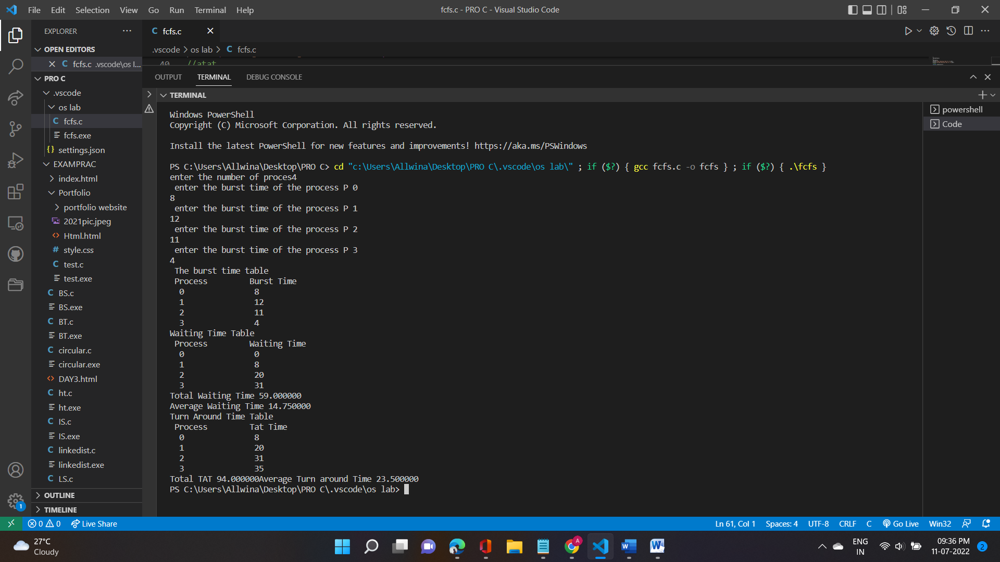 File Edit Selection View Go Run Terminal Help
fcfs.c - PRO C - Visual Studio Code
EXPLORER
OPEN EDITORS
fcfs.c .vscode\os l...
PRO C
.vscode
os lab
fcfs.c
fcfs.exe
settings.json
EXAMPRAC
index.html
Portfolio
portfolio website
2021pic.jpeg
Html.html
style.css
test.c
test.exe
BS.c
BS.exe
BT.c
BT.exe
circular.c
circular.exe
DAY3.html
ht.c
ht.exe
IS.c
IS.exe
linkedist.c
linkedist.exe
LS.c
OUTLINE
TIMELINE
fcfs.c
.vscode > os lab > C fcfs.c
40 //atat
OUTPUT TERMINAL DEBUG CONSOLE
TERMINAL
Windows PowerShell
Copyright (C) Microsoft Corporation. All rights reserved.
Install the latest PowerShell for new features and improvements! https://aka.ms/PSWindows
PS C:\Users\Allwina\Desktop\PRO C> cd "c:\Users\Allwina\Desktop\PRO C\.vscode\os lab\" ; if ($?) { gcc fcfs.c -o fcfs } ; if ($?) { .\fcfs }
enter the number of proces4
enter the burst time of the process P 0
8
enter the burst time of the process P 1
12
enter the burst time of the process P 2
11
enter the burst time of the process P 3
4
The burst time table
Process Burst Time
0 8
1 12
2 11
3 4
Waiting Time Table
Process Waiting Time
0 0
1 8
2 20
3 31
Total Waiting Time 59.000000
Average Waiting Time 14.750000
Turn Around Time Table
Process Tat Time
0 8
1 20
2 31
3 35
Total TAT 94.000000Average Turn around Time 23.500000
PS C:\Users\Allwina\Desktop\PRO C\.vscode\os lab>
powershell
Code
1
0 0 Live Share
Ln 61, Col 1 Spaces: 4 UTF-8 CRLF C Go Live Win32
27°C
Cloudy
A
ENG
IN
09:36 PM
11-07-2022
2